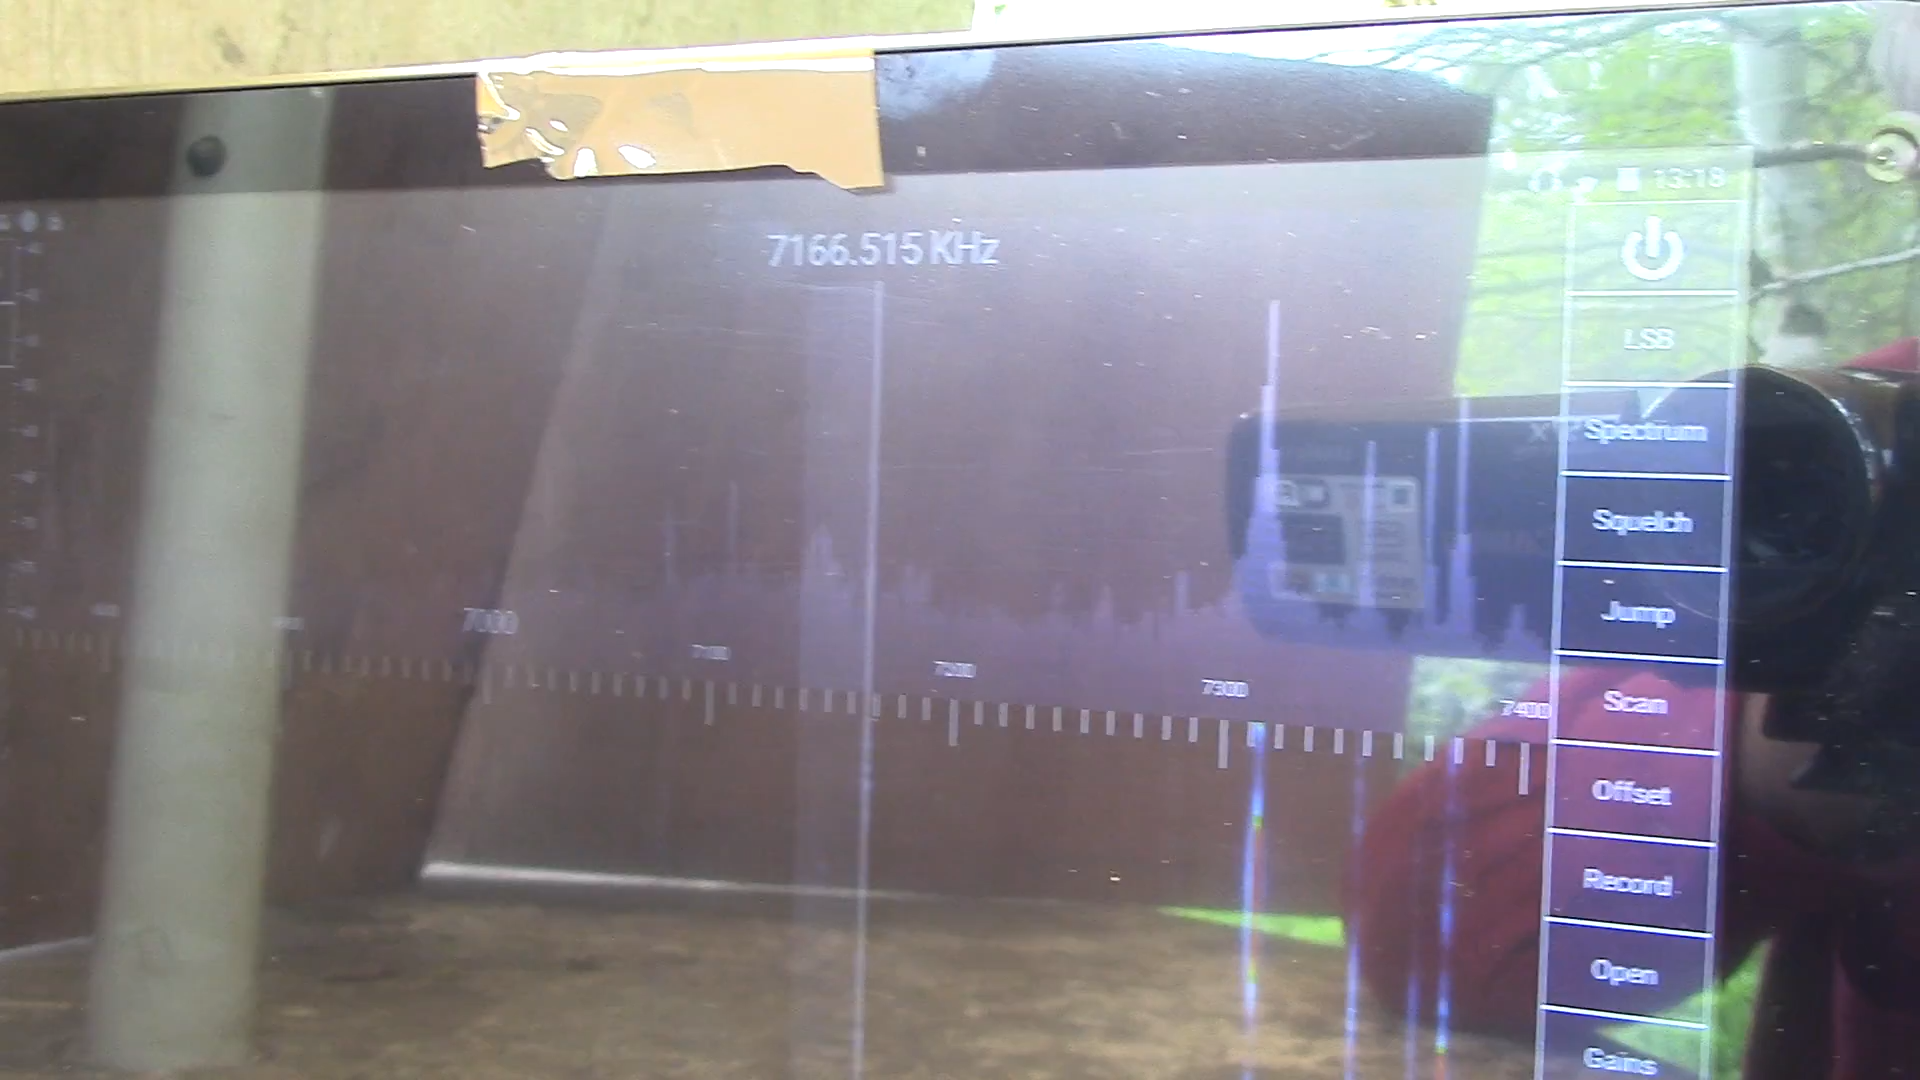 13:18
7166.515 KHz
LSB
Spectrum
Squelch
Jump
7000
7100
7200
7300
7400
Scan
Offset
Record
Open
Gains